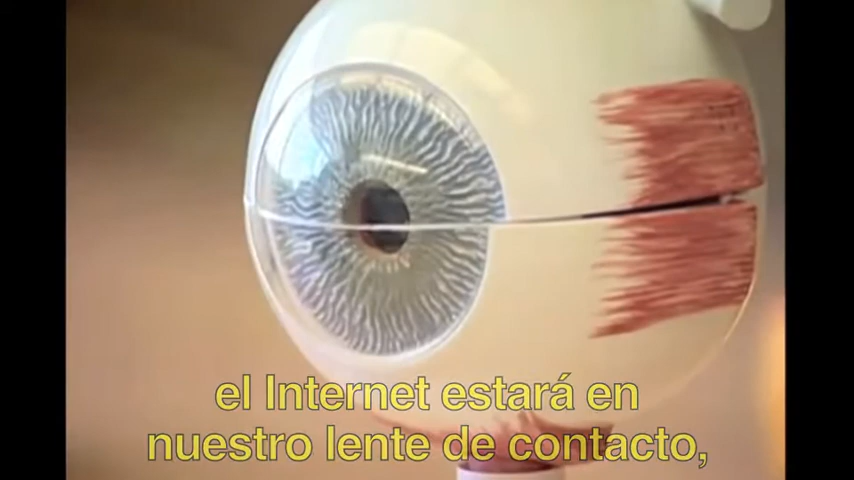 el Internet estará en
nuestro lente de contacto,